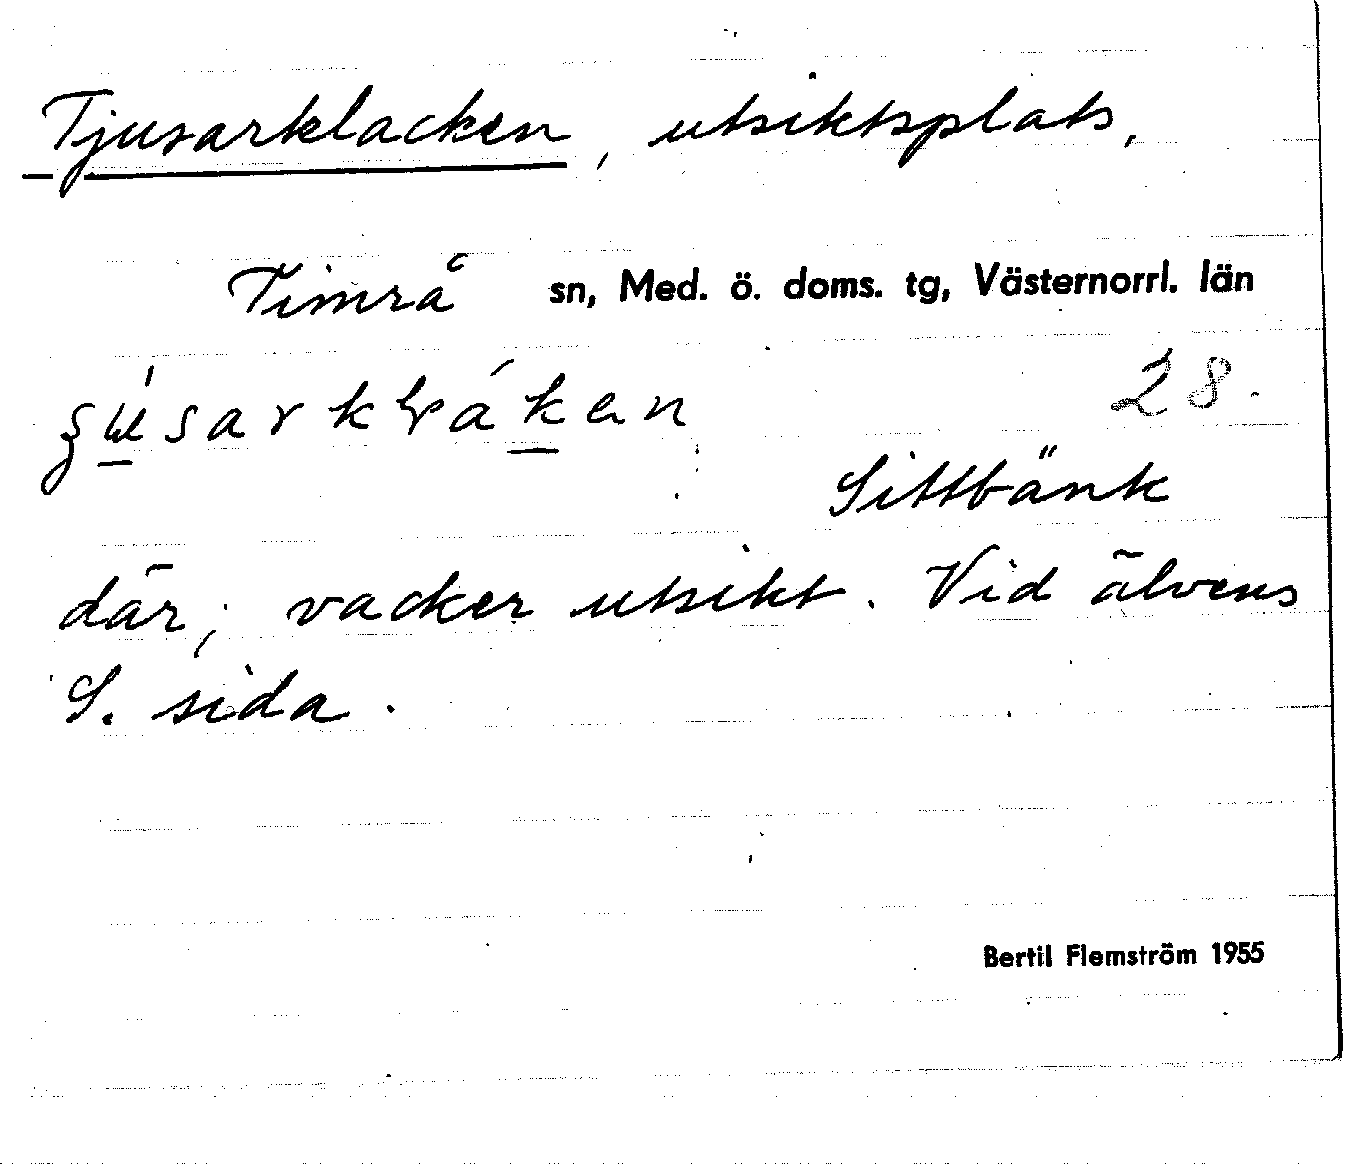 Tjusarklacken, utsiktsplats.
Timrå sn, Med. ö. doms. tg, Västernorrl. län
28.
Sittbänk
där, vacker utsikt. Vid älvens
S. sida.
Bertil Flemström 1955